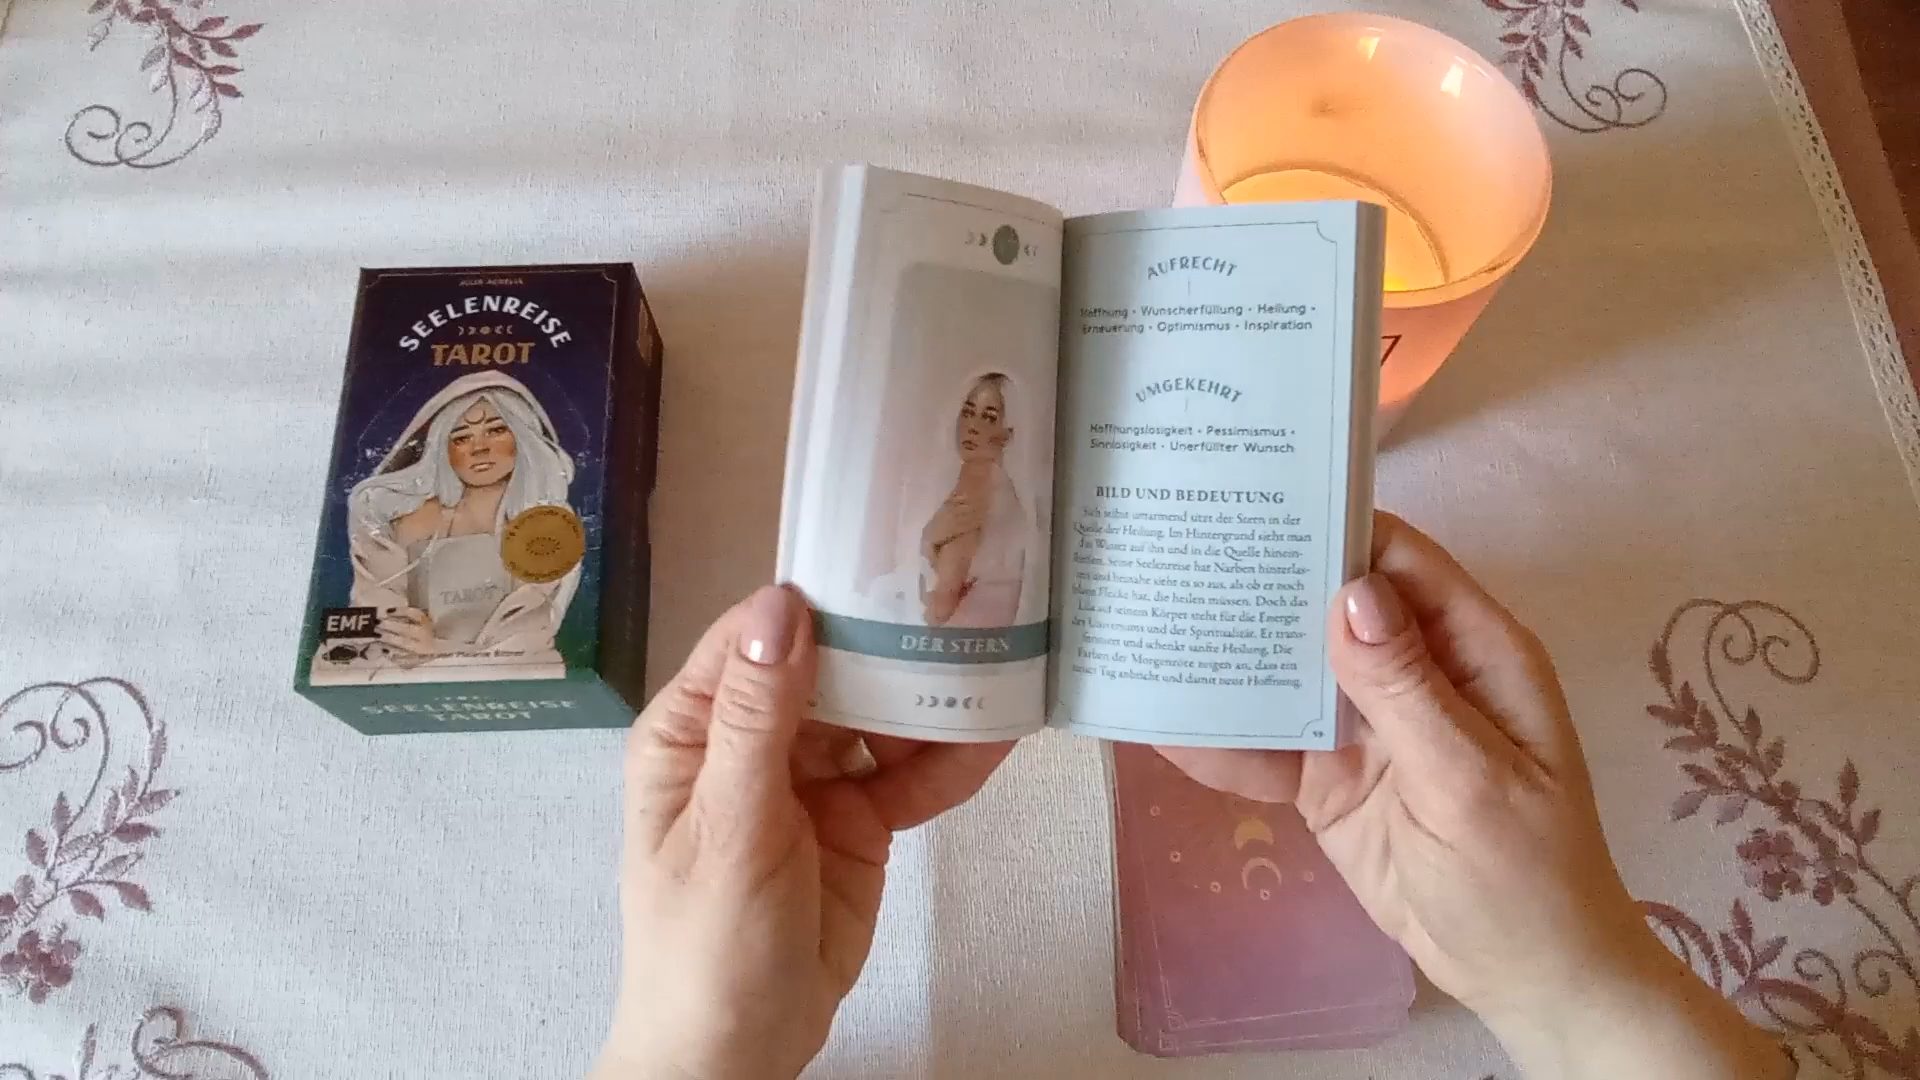 SEELENREISE
TAROT
TAROT
EMF
SEELENREISE
TAROT
DER STERN
AUFRECHT
Hoffnung • Wunscherfüllung • Heilung •
Erneuerung • Optimismus • Inspiration
UMGEKEHRT
Hoffnungslosigkeit • Pessimismus •
Sinnlosigkeit • Unerfüllter Wunsch
BILD UND BEDEUTUNG
Sich selbst umarmend sitzt der Stern in der
Quelle der Heilung. Im Hintergrund sieht man
das Wasser auf ihn und in die Quelle hinein-
fließen. Seine Seelenreise hat Narben hinterlas-
sen und beinahe sieht es so aus, als ob er noch
blaue Flecke hat, die heilen müssen. Doch das
Lila auf seinem Körper steht für die Energie
des Universums und der Spiritualität. Er trans-
formiert und schenkt sanfte Heilung. Die
Farben der Morgenröte zeigen an, dass ein
neuer Tag anbricht und damit neue Hoffnung.